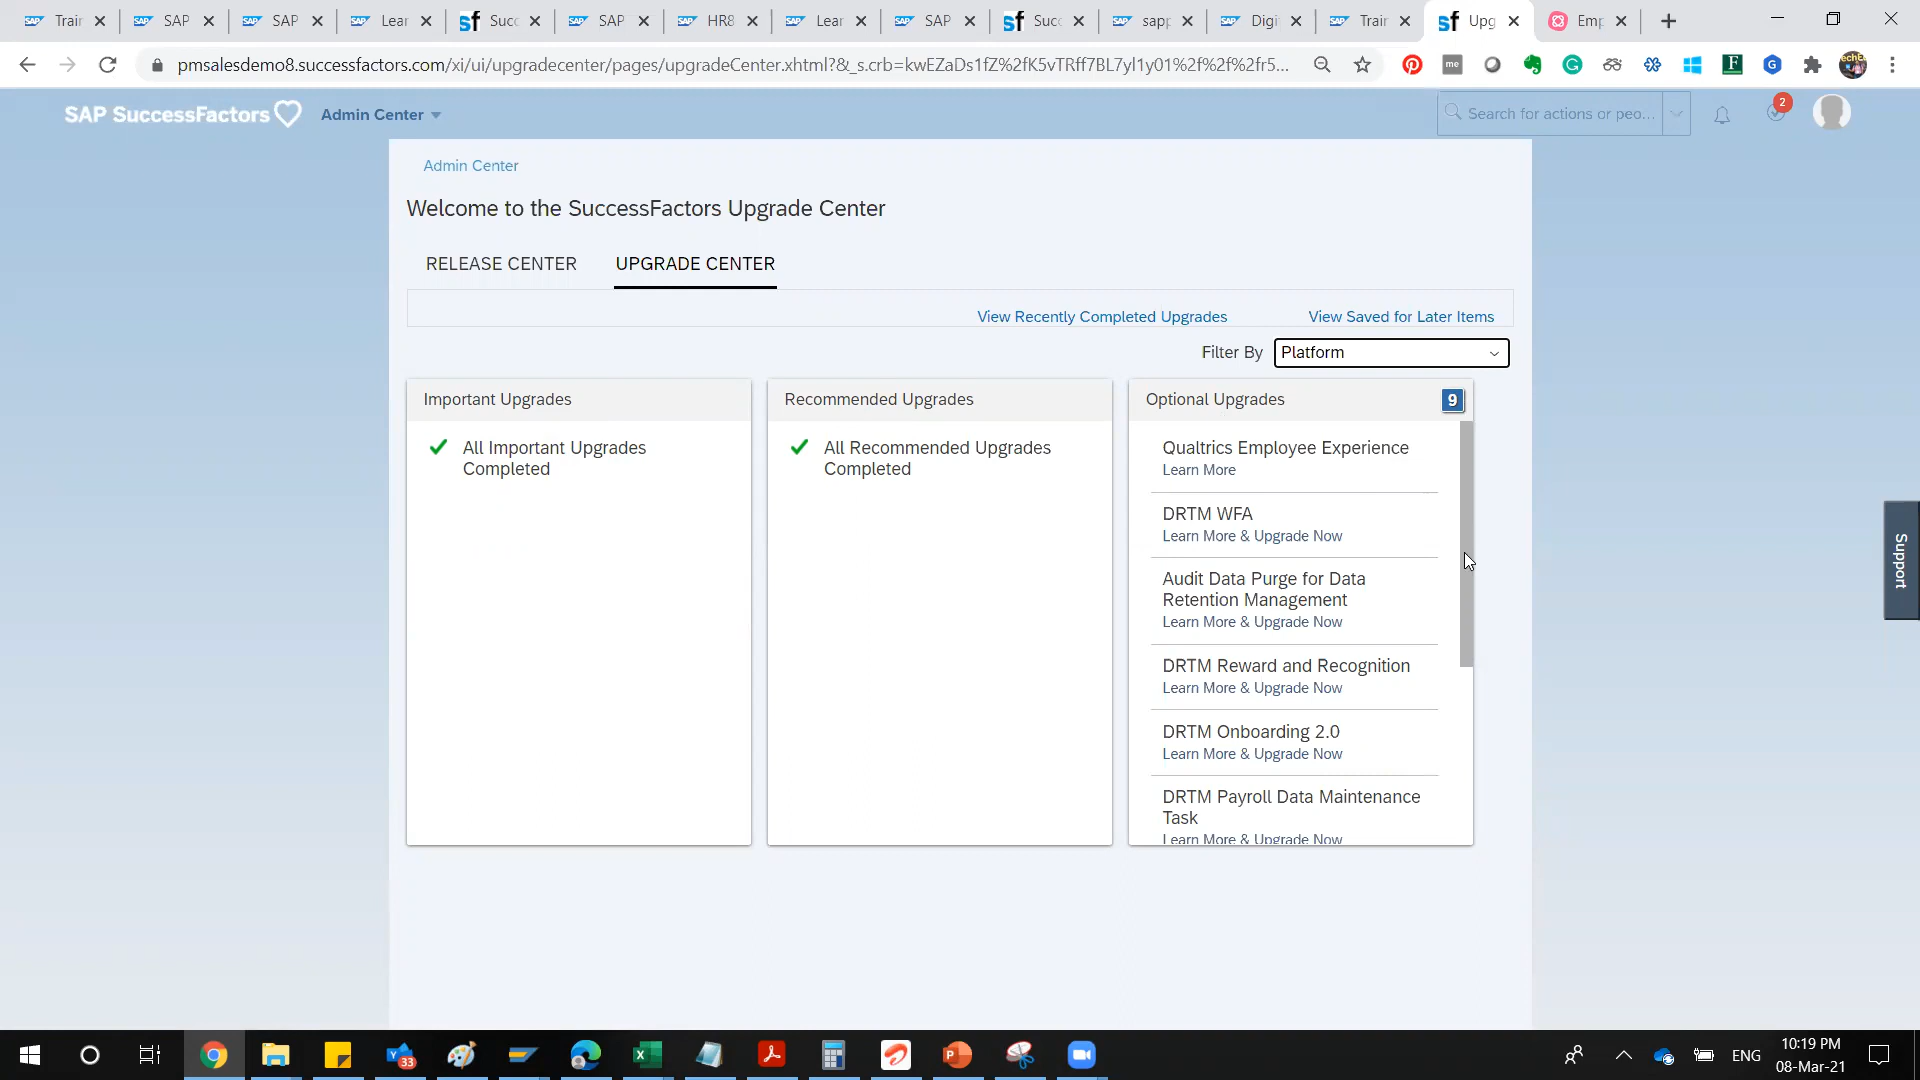 Train
SAP
SAP
Lear
Succ
SAP
HR8
Lear
SAP
Succ
sapp
Digi
Train
Upg
Emp
pmsalesdemo8.successfactors.com/xi/ui/upgradecenter/pages/upgradeCenter.xhtml?&_s.crb=kwEZaDs1fZ%2fK5vTRff7BL7yl1y01%2f%2f%2fr5...
SAP SuccessFactors
Admin Center
Search for actions or peo...
2
Admin Center
Welcome to the SuccessFactors Upgrade Center
RELEASE CENTER
UPGRADE CENTER
View Recently Completed Upgrades
View Saved for Later Items
Filter By
Platform
Important Upgrades
All Important Upgrades
Completed
Recommended Upgrades
All Recommended Upgrades
Completed
Optional Upgrades
9
Qualtrics Employee Experience
Learn More
DRTM WFA
Learn More & Upgrade Now
Audit Data Purge for Data
Retention Management
Learn More & Upgrade Now
DRTM Reward and Recognition
Learn More & Upgrade Now
DRTM Onboarding 2.0
Learn More & Upgrade Now
DRTM Payroll Data Maintenance
Task
Learn More & Upgrade Now
Support
33
ENG
10:19 PM
08-Mar-21